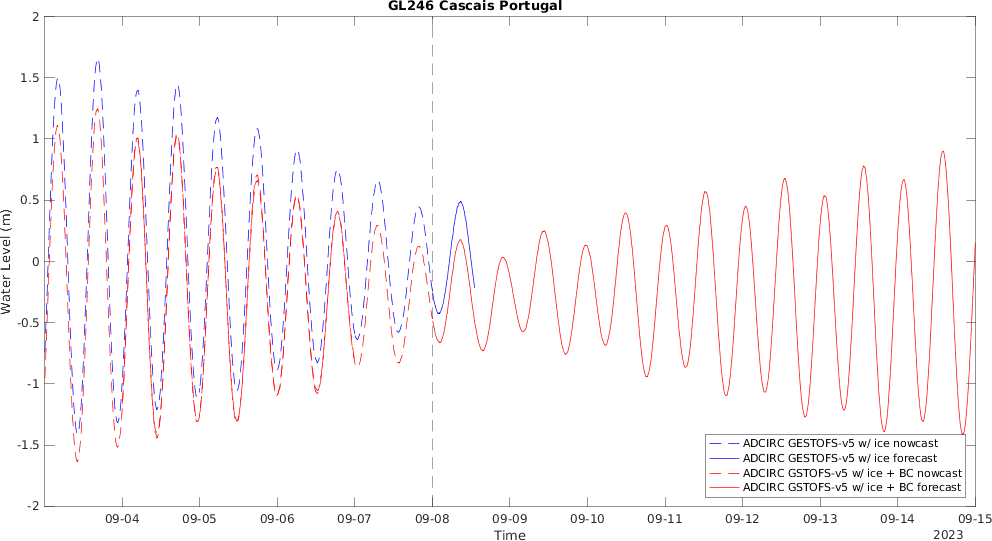 GL246 Cascais Portugal
2
1.5
1
0.5
0
-0.5
-1
-1.5
-2
Water Level (m)
ADCIRC GESTOFS-v5 w/ ice nowcast
ADCIRC GESTOFS-v5 w/ ice forecast
ADCIRC GSTOFS-v5 w/ ice + BC nowcast
ADCIRC GSTOFS-v5 w/ ice + BC forecast
09-04 09-05 09-06 09-07 09-08 09-09 09-10 09-11 09-12 09-13 09-14 09-15
Time
2023